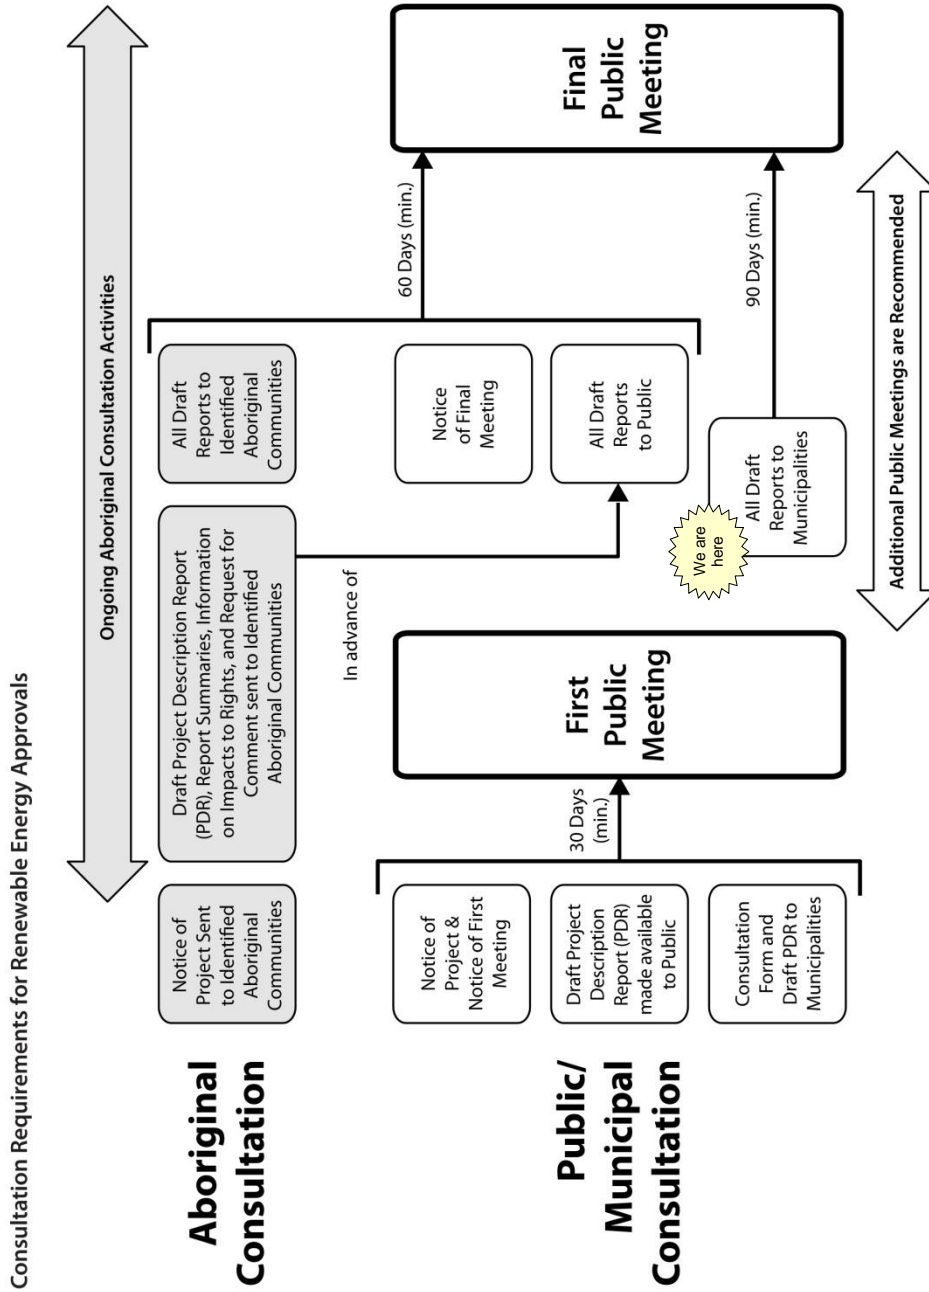 Consultation Requirements for Renewable Energy Approvals
Ongoing Aboriginal Consultation Activities
Aboriginal
Consultation
Notice of
Project Sent
to Identified
Aboriginal
Communities
Draft Project Description Report
(PDR), Report Summaries, Information
on Impacts to Rights, and Request for
Comment sent to Identified
Aboriginal Communities
All Draft
Reports to
Identified
Aboriginal
Communities
In advance of
60 Days (min.)
Public/
Municipal
Consultation
Notice of
Project &
Notice of First
Meeting
Draft Project
Description
Report (PDR)
made available
to Public
Consultation
Form and
Draft PDR to
Municipalities
30 Days
(min.)
First
Public
Meeting
Notice
of Final
Meeting
All Draft
Reports
to Public
We are
here
All Draft
Reports to
Municipalities
90 Days (min.)
Final
Public
Meeting
Additional Public Meetings are Recommended